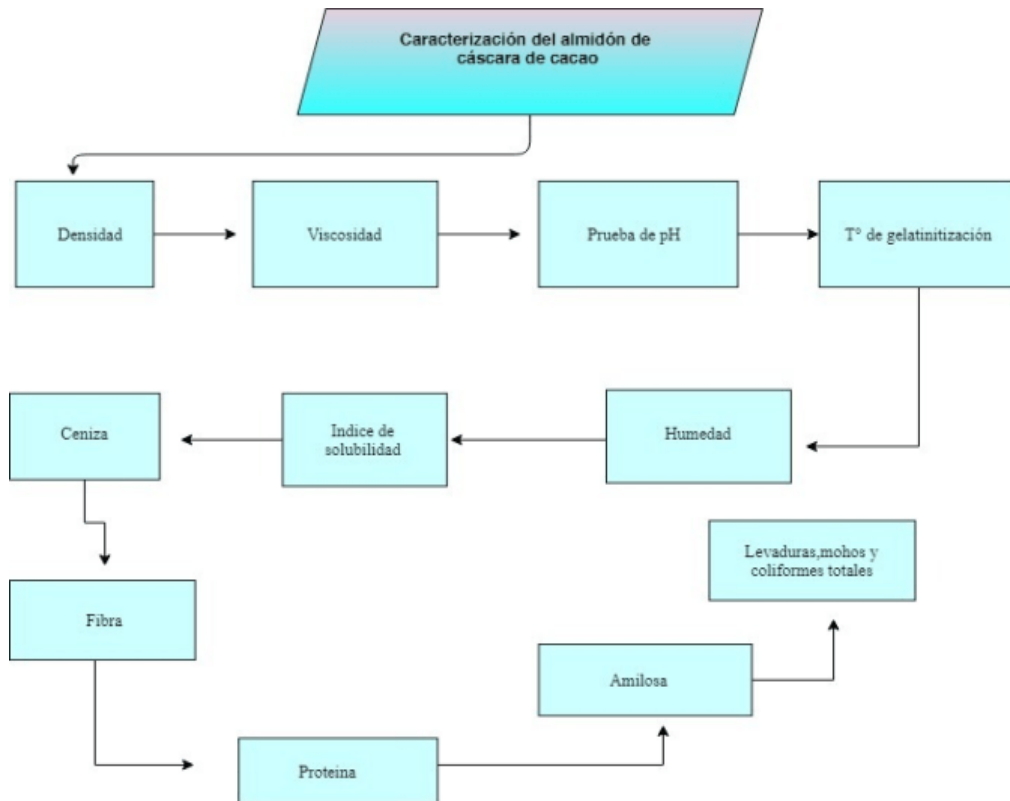 Caracterización del almidón de
cáscara de cacao
Densidad
Viscosidad
Prueba de pH
T° de gelatinitización
Humedad
Indice de
solubilidad
Ceniza
Fibra
Proteina
Amilosa
Levaduras,mohos y
coliformes totales